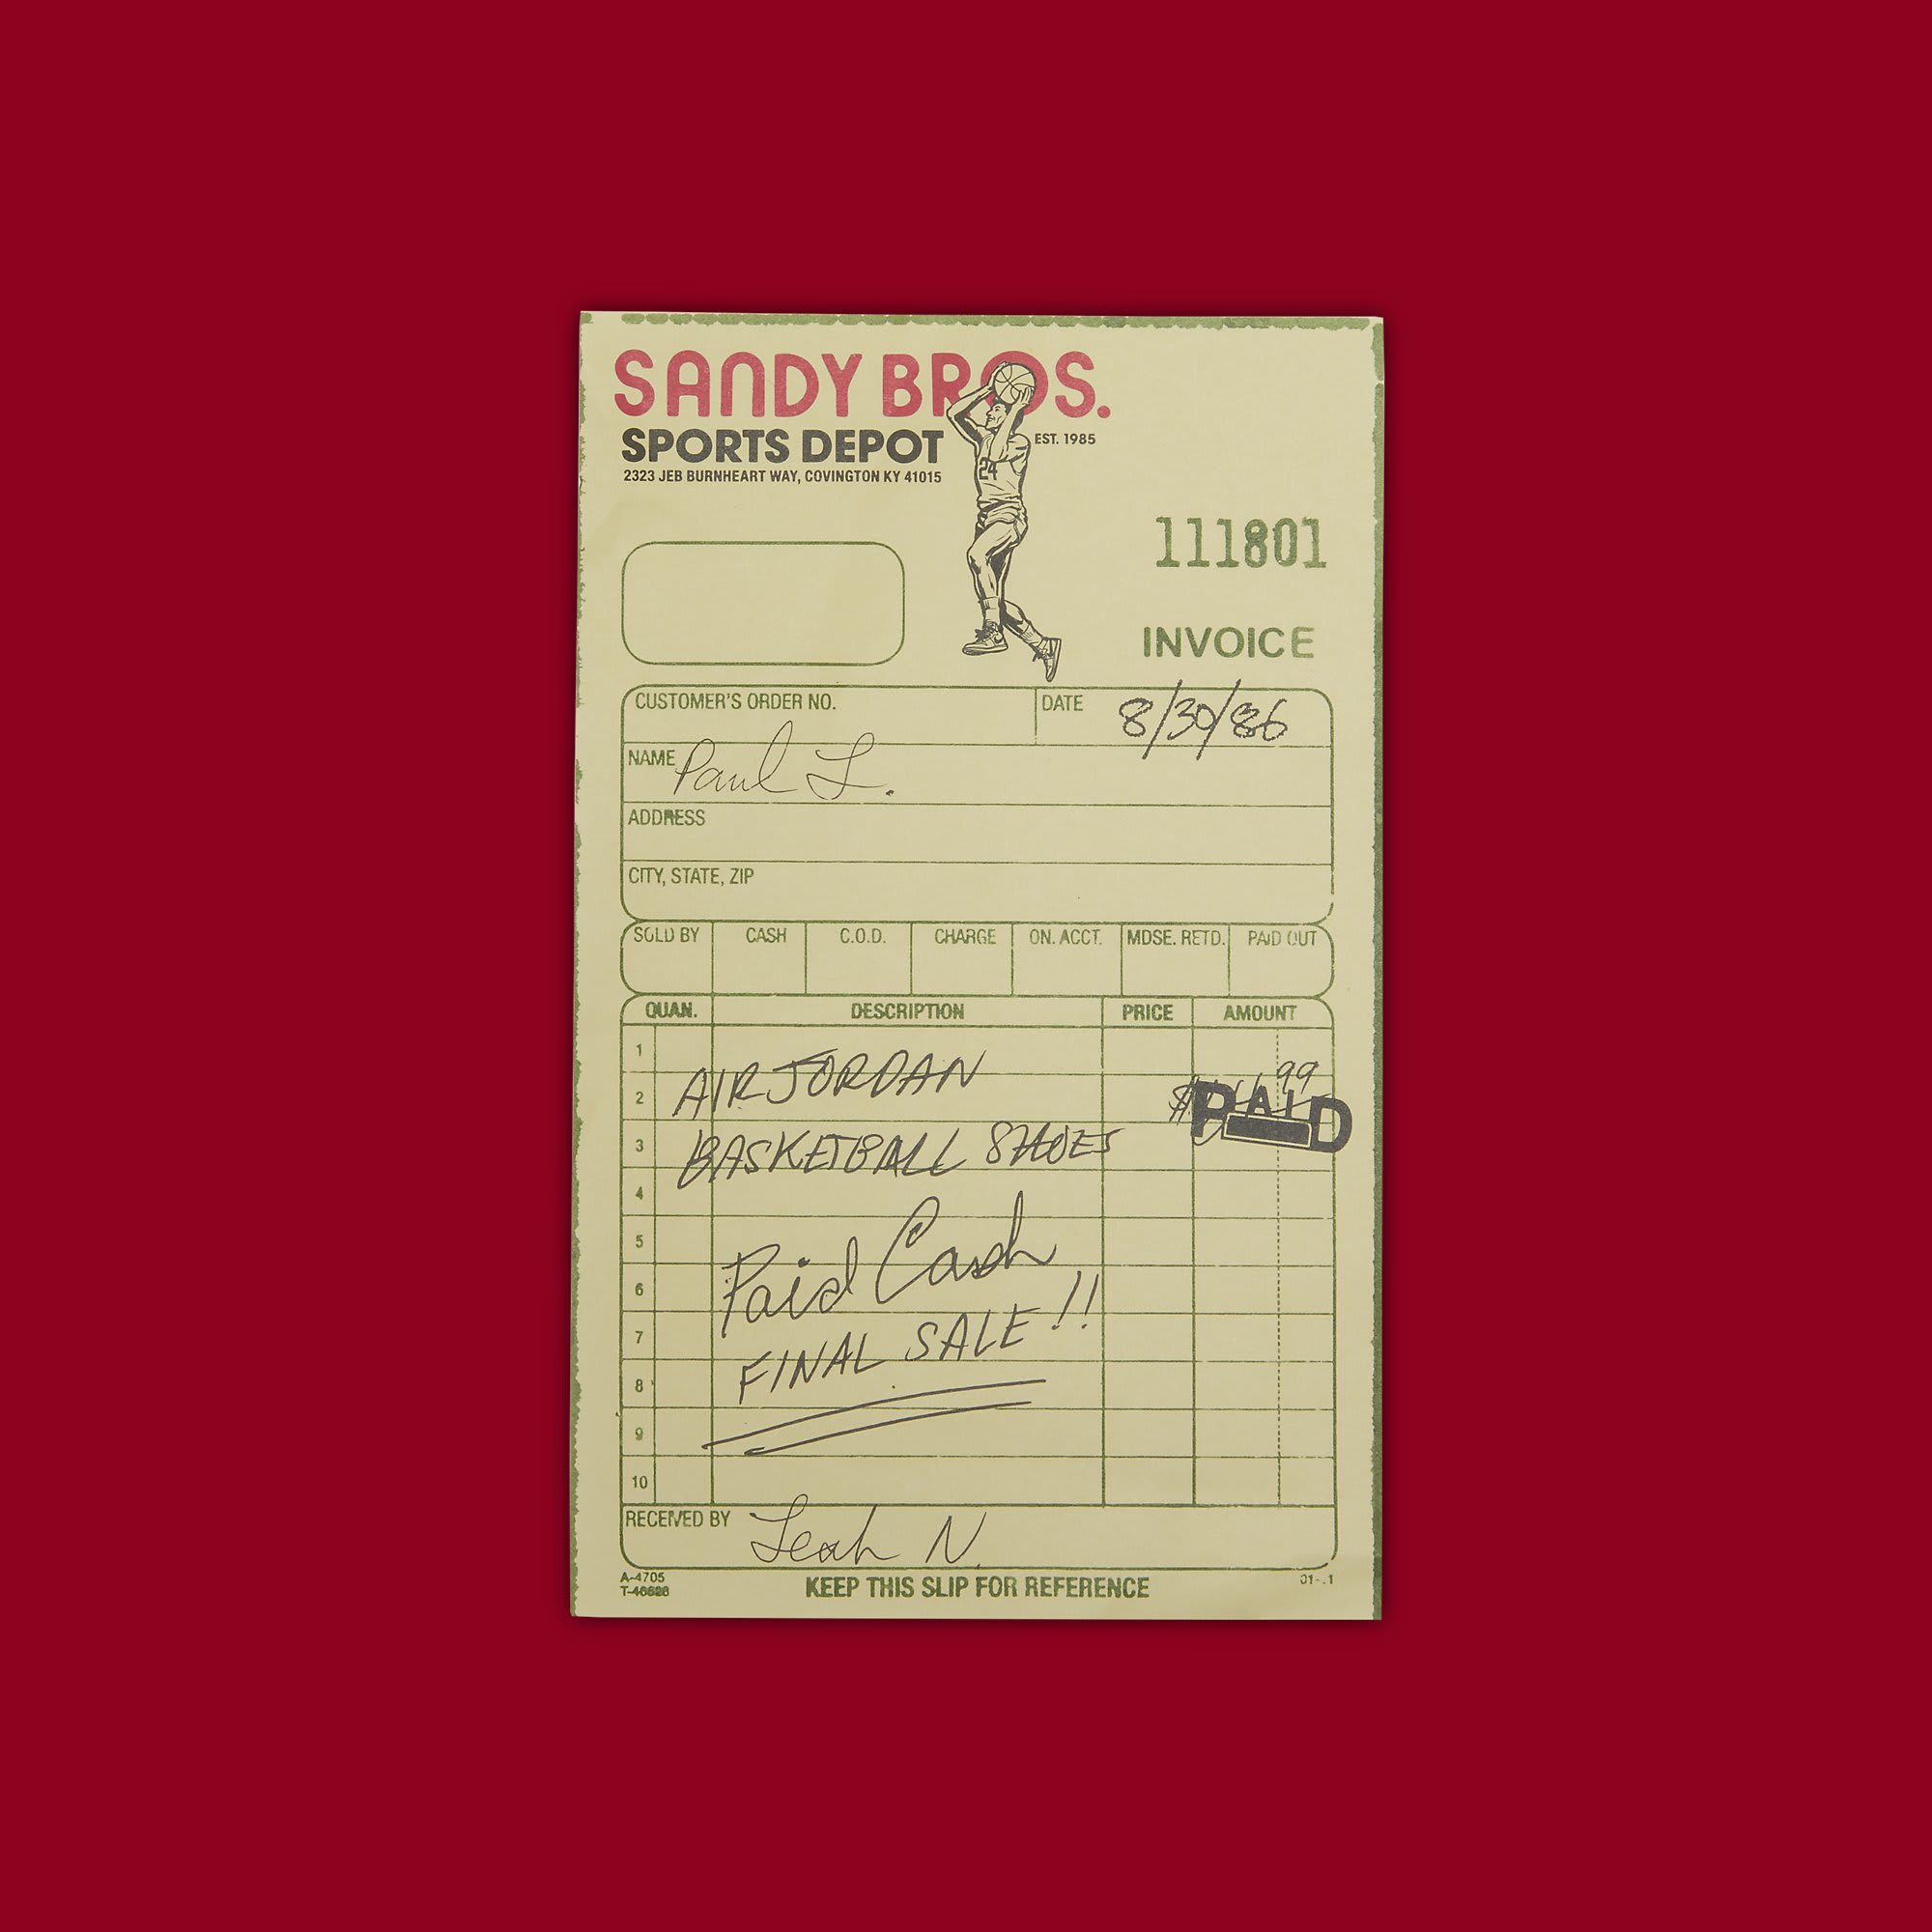 SANDY BROS.
SPORTS DEPOT
EST. 1985
2323 JEB BURNHEART WAY, COVINGTON KY 41015
24
111801
INVOICE
CUSTOMER'S ORDER NO.
DATE 8/30/86
NAME Paul L.
ADDRESS
CITY, STATE, ZIP
SOLD BY CASH C.O.D. CHARGE ON. ACCT. MDSE. RETD. PAID OUT
QUAN. DESCRIPTION PRICE AMOUNT
1
2 AIR JORDAN 99 PAID
3 BASKETBALL SHOES
4
5
6 Paid Cash
7 FINAL SALE!!
8
9
10
RECEIVED BY Leah N.
A-4705
T-46626
KEEP THIS SLIP FOR REFERENCE